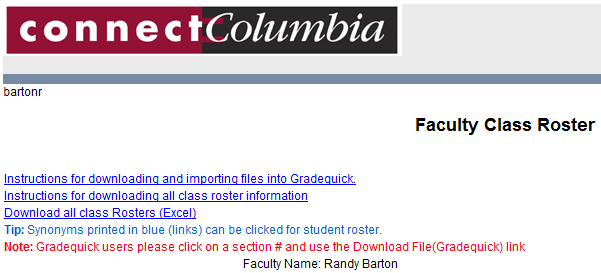 connectColumbia
bartonr
Faculty Class Roster
Instructions for downloading and importing files into Gradequick.
Instructions for downloading all class roster information
Download all class Rosters (Excel)
Tip: Synonyms printed in blue (links) can be clicked for student roster.
Note: Gradequick users please click on a section # and use the Download File(Gradequick) link
Faculty Name: Randy Barton